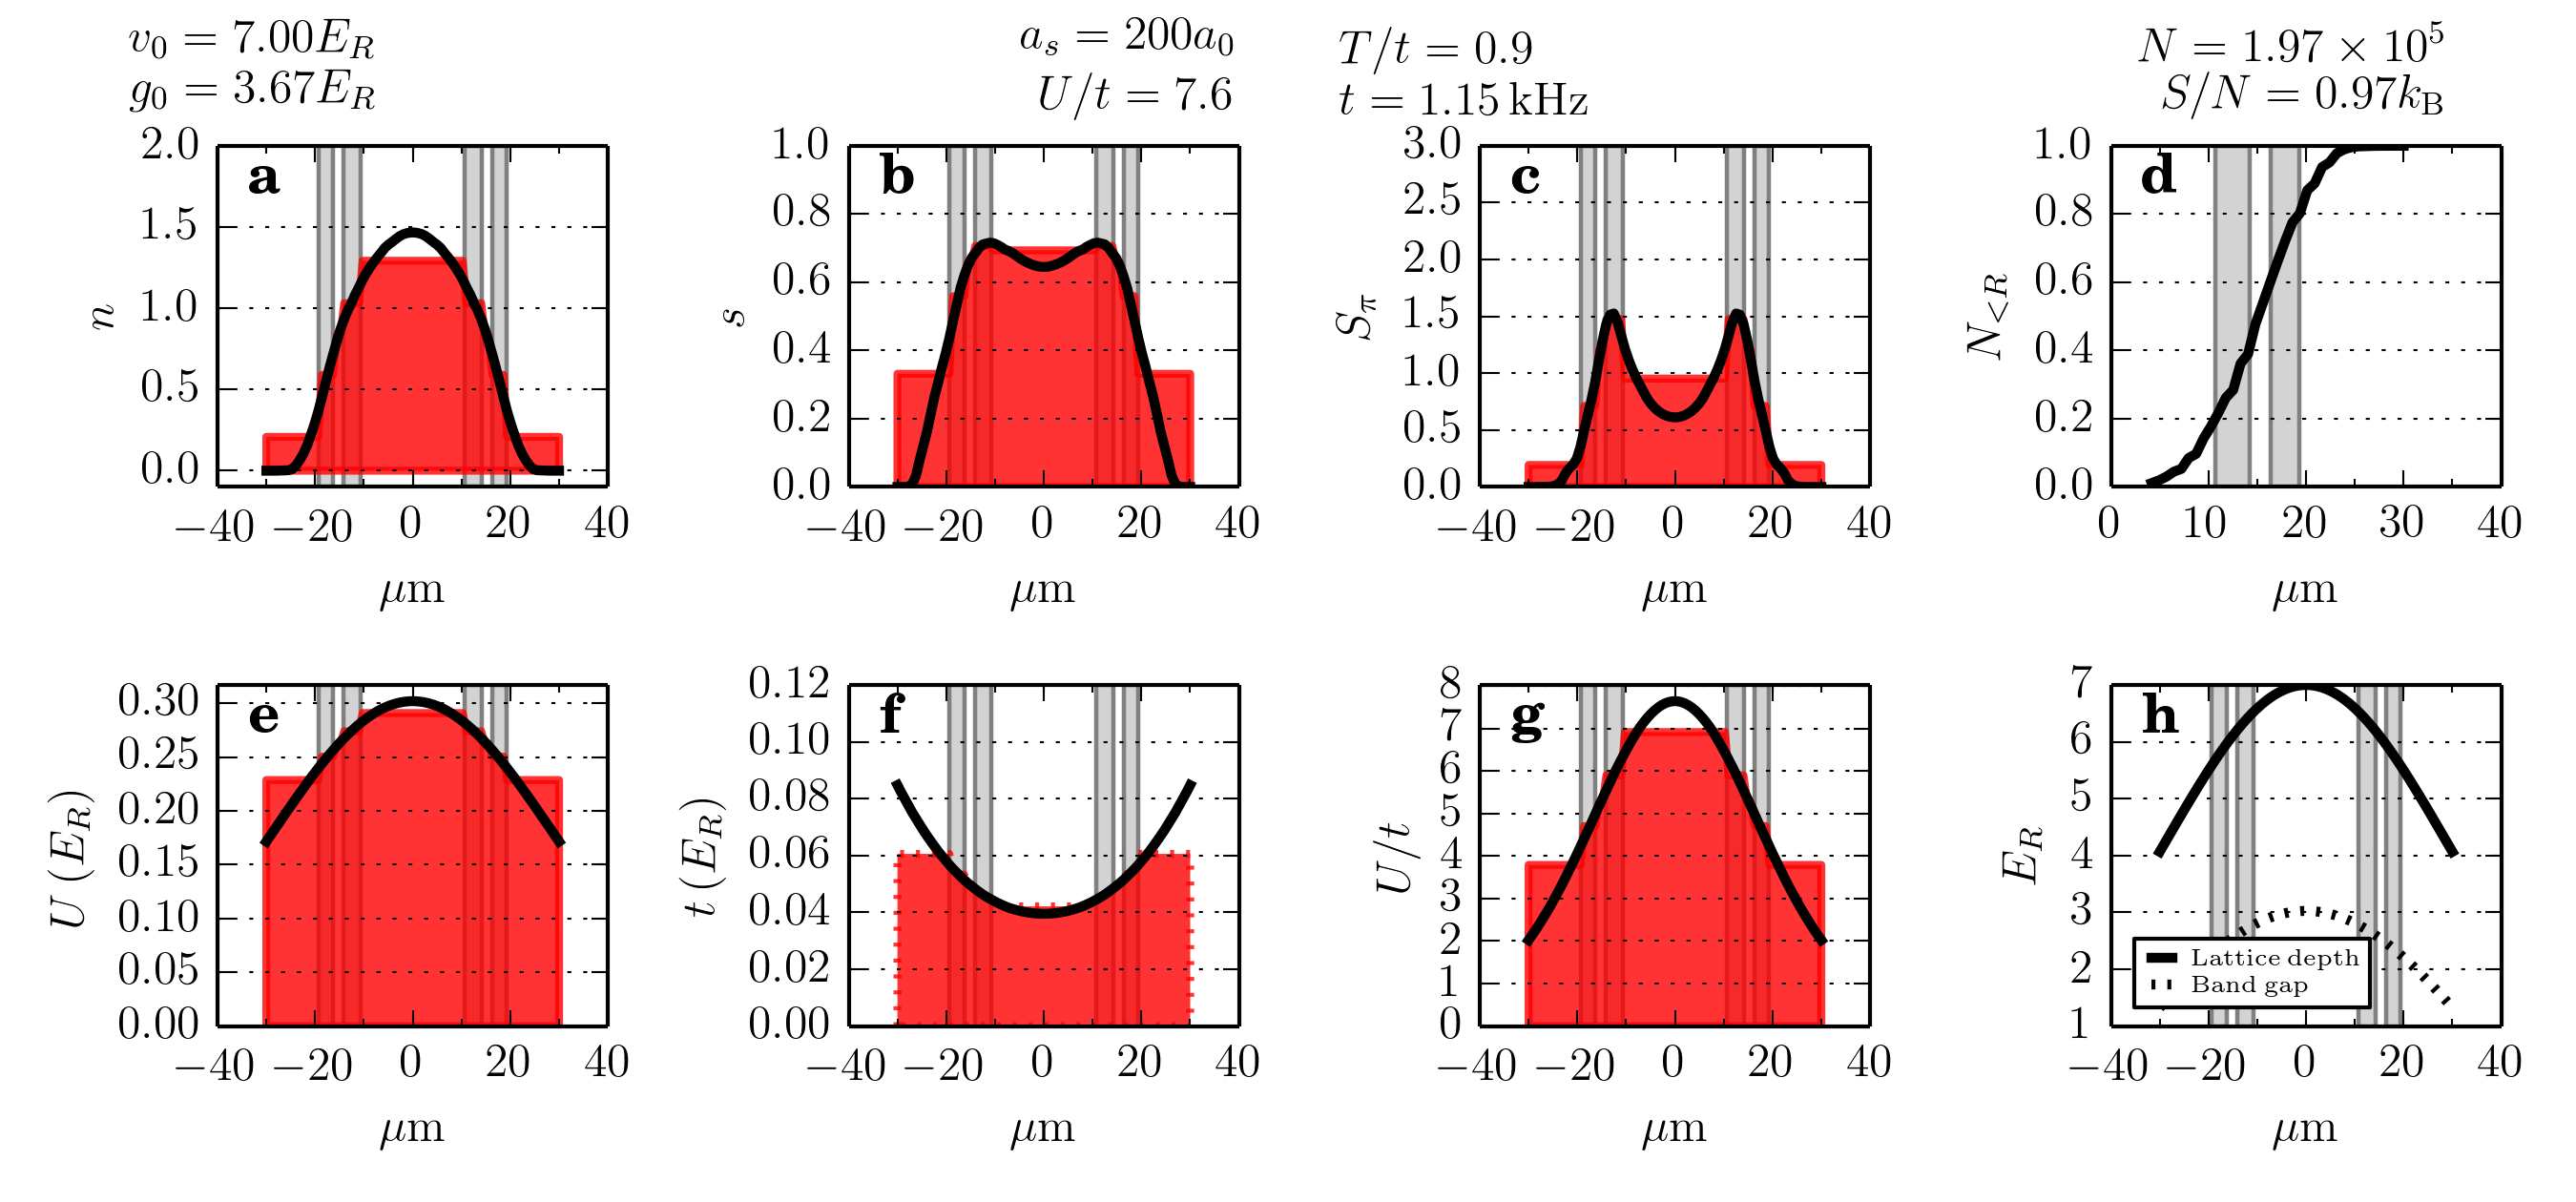 v₀ = 7.00E_R
g₀ = 3.67E_R
a_s = 200a₀
U/t = 7.6
T/t = 0.9
t = 1.15 kHz
N = 1.97 × 10⁵
S/N = 0.97k_B
a
n
2.0
1.5
1.0
0.5
0.0
−40 −20 0 20 40
μm
b
s
1.0
0.8
0.6
0.4
0.2
0.0
−40 −20 0 20 40
μm
c
S_π
3.0
2.5
2.0
1.5
1.0
0.5
0.0
−40 −20 0 20 40
μm
d
N_{<R}
1.0
0.8
0.6
0.4
0.2
0.0
0 10 20 30 40
μm
e
U (E_R)
0.30
0.25
0.20
0.15
0.10
0.05
0.00
−40 −20 0 20 40
μm
f
t (E_R)
0.12
0.10
0.08
0.06
0.04
0.02
0.00
−40 −20 0 20 40
μm
g
U/t
8
7
6
5
4
3
2
1
0
−40 −20 0 20 40
μm
h
E_R
7
6
5
4
3
2
1
Lattice depth
Band gap
−40 −20 0 20 40
μm